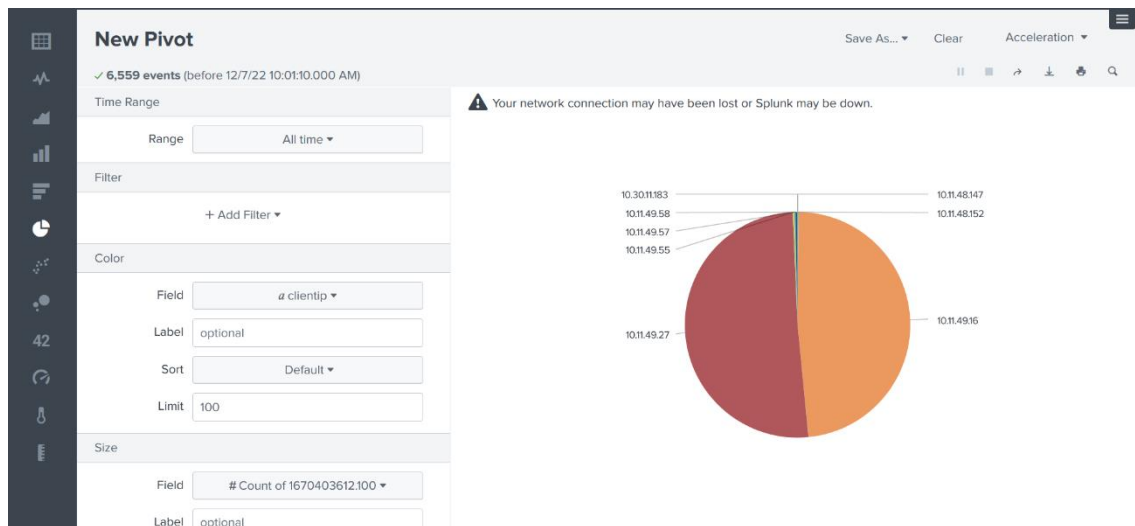 New Pivot
Save As...
Clear
Acceleration
6,559 events (before 12/7/22 10:01:10.000 AM)
Time Range
Your network connection may have been lost or Splunk may be down.
Range
All time
Filter
+ Add Filter
Color
Field
a clientip
Label
optional
Sort
Default
Limit
100
Size
Field
# Count of 1670403612.100
Label
optional
42
10.30.11.183
10.11.49.58
10.11.49.57
10.11.49.55
10.11.49.27
10.11.48.147
10.11.48.152
10.11.49.16